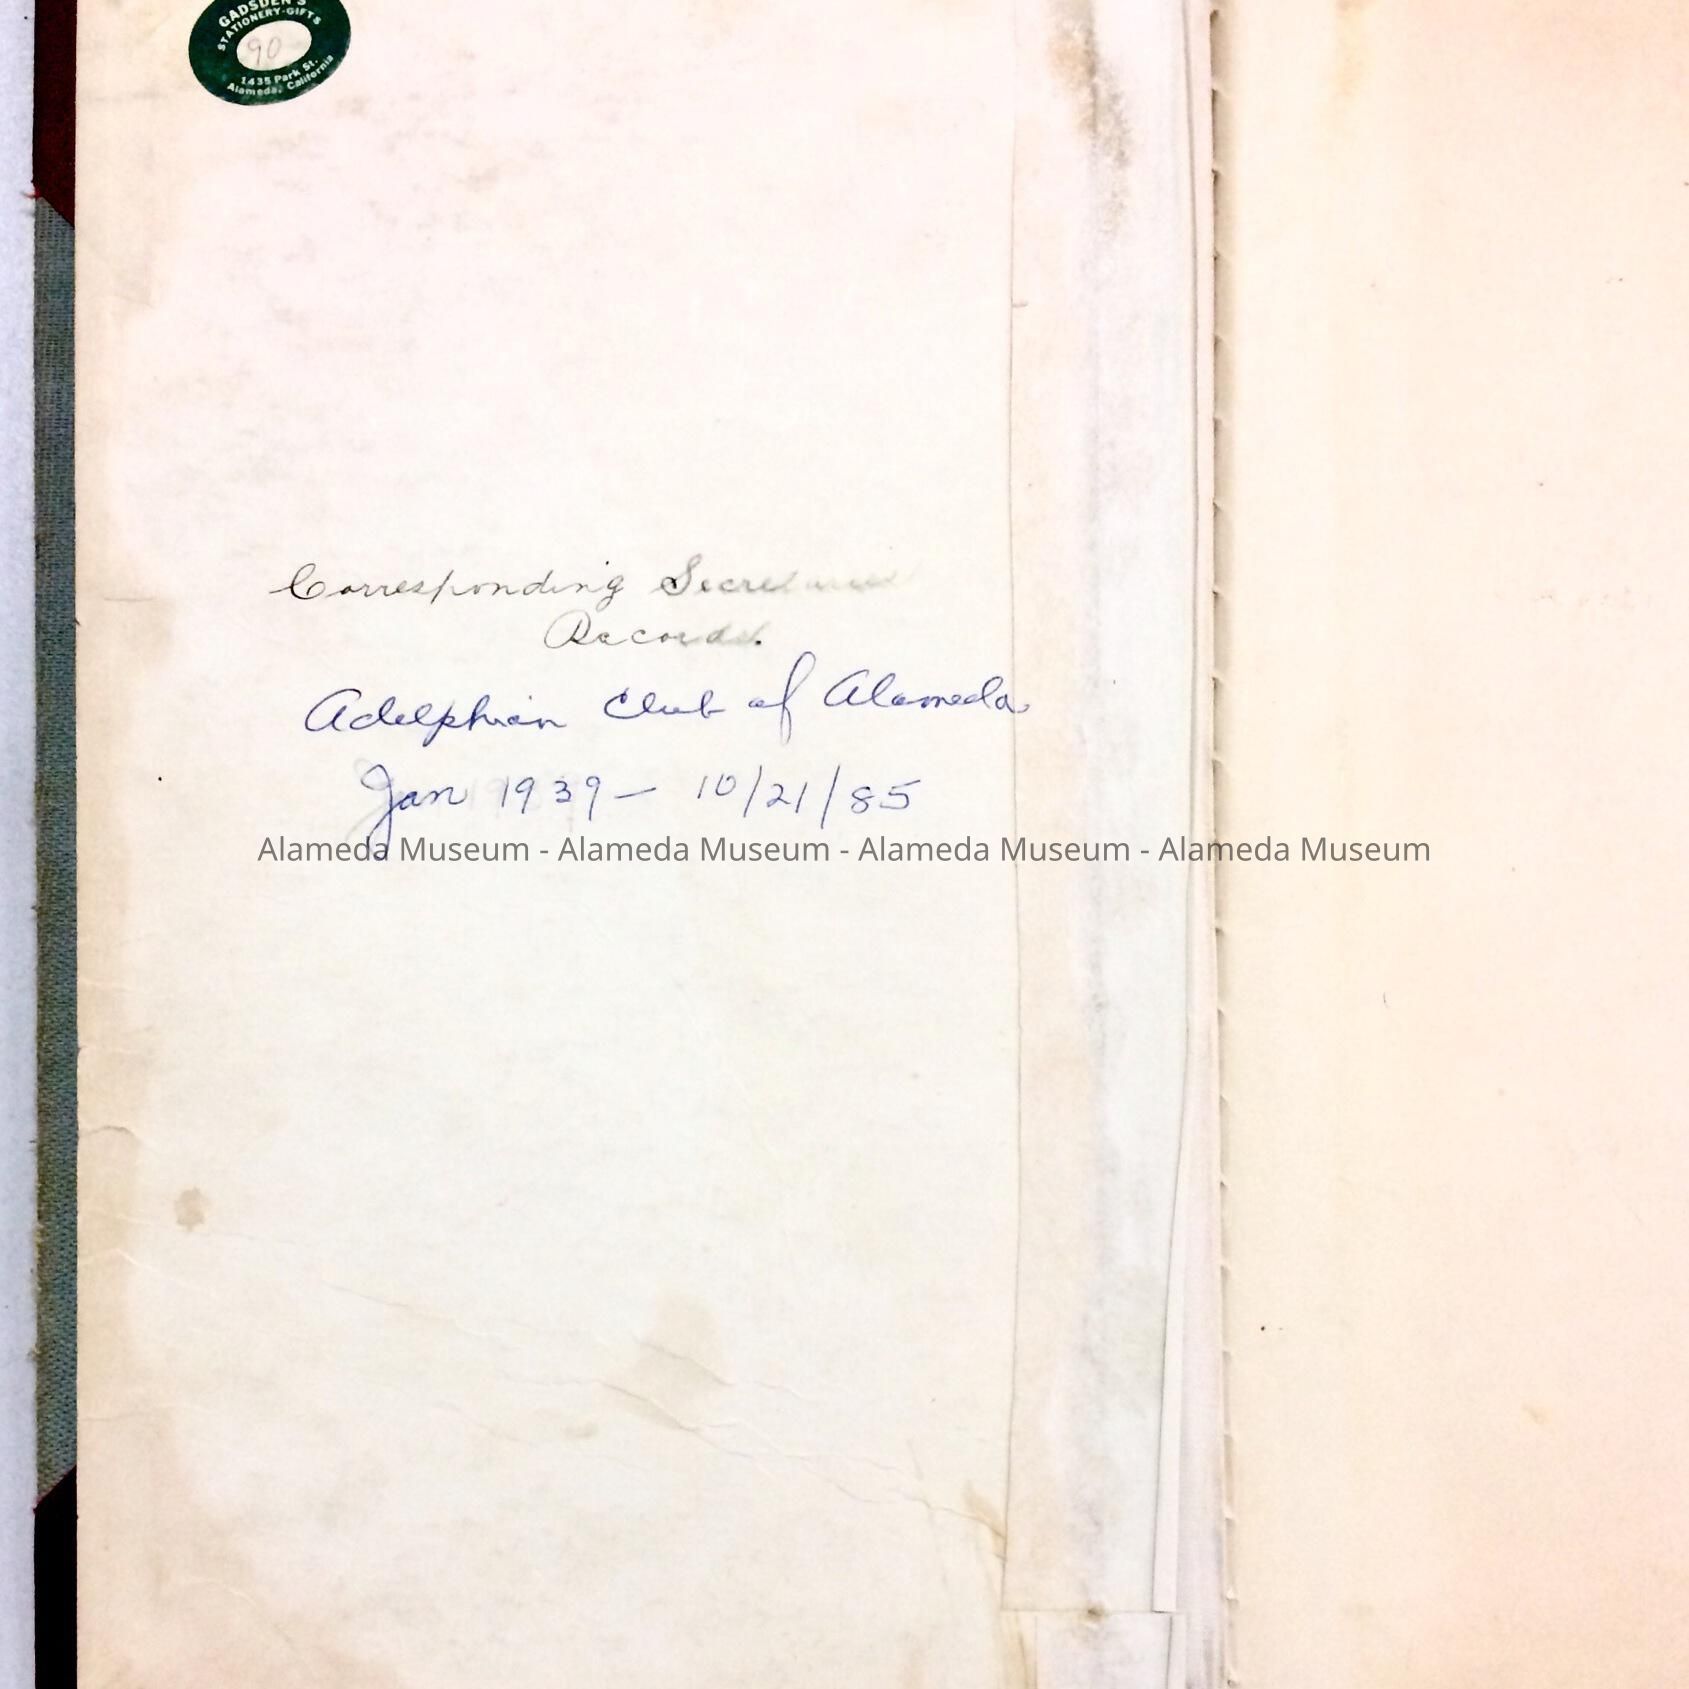 GADSDEN'S
STATIONERY-GIFTS
90
1435 Park St.
Alameda, California
Corresponding Secretaries
Records.
Adelphian Club of Alameda
Jan 1939 — 10/21/85
Alameda Museum - Alameda Museum - Alameda Museum - Alameda Museum